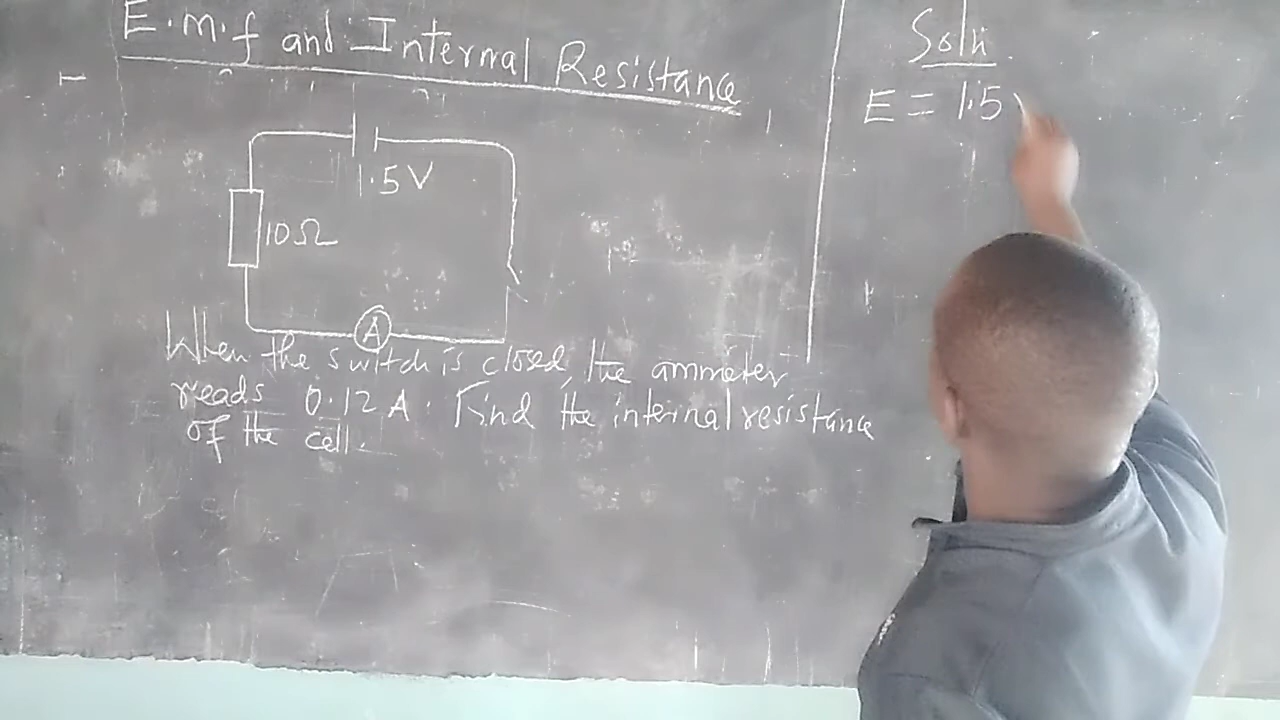 E.m.f and Internal Resistance
1.5V
10Ω
A
When the switch is closed, the ammeter
reads 0.12A. Find the internal resistance
of the cell.
Soln
E = 1.5